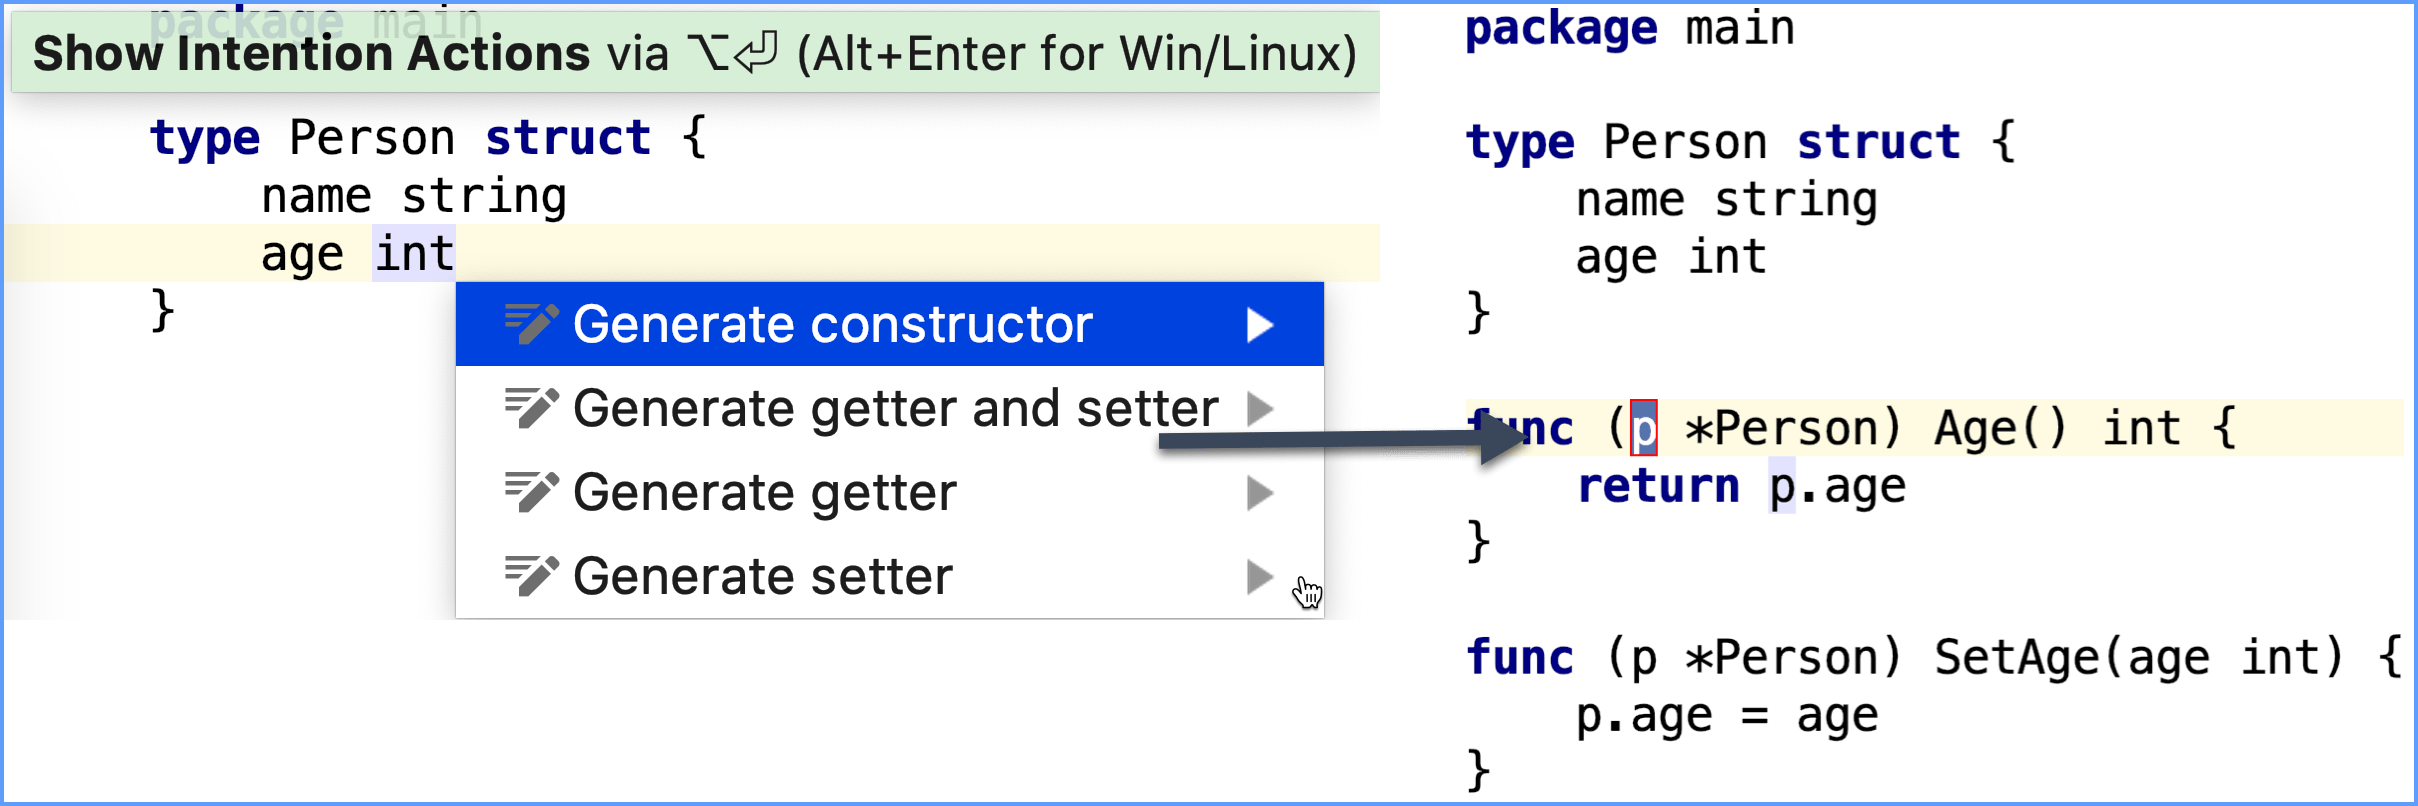 package main
Show Intention Actions via ⌥⏎ (Alt+Enter for Win/Linux)
type Person struct {
    name string
    age int
}
Generate constructor
Generate getter and setter
Generate getter
Generate setter
package main
type Person struct {
    name string
    age int
}
func (p *Person) Age() int {
    return p.age
}
func (p *Person) SetAge(age int) {
    p.age = age
}